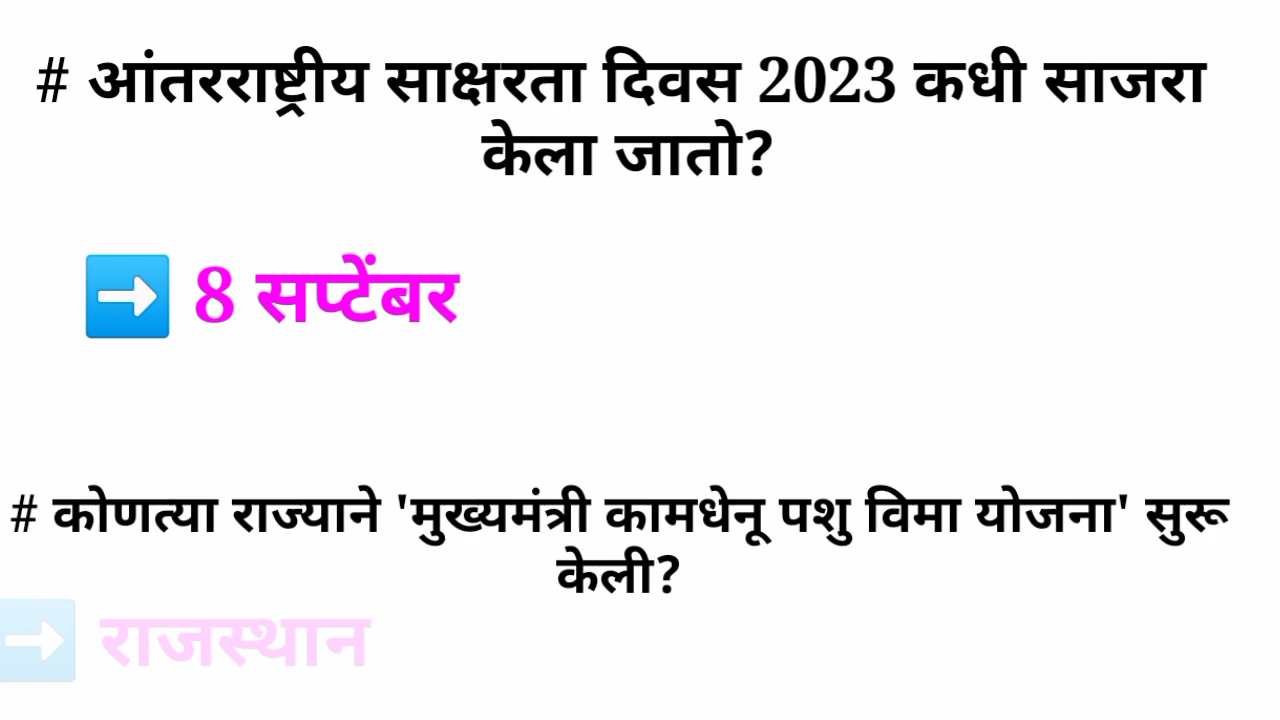 # आंतरराष्ट्रीय साक्षरता दिवस 2023 कधी साजरा
केला जातो?
➡️ 8 सप्टेंबर
# कोणत्या राज्याने 'मुख्यमंत्री कामधेनू पशु विमा योजना' सुरू
केली?
➡️ राजस्थान